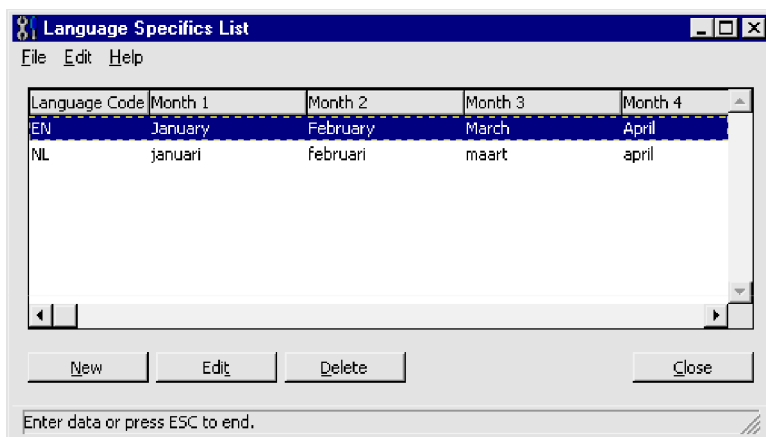 Language Specifics List
File Edit Help
Language Code Month 1 Month 2 Month 3 Month 4
EN January February March April
NL januari februari maart april
New Edit Delete Close
Enter data or press ESC to end.